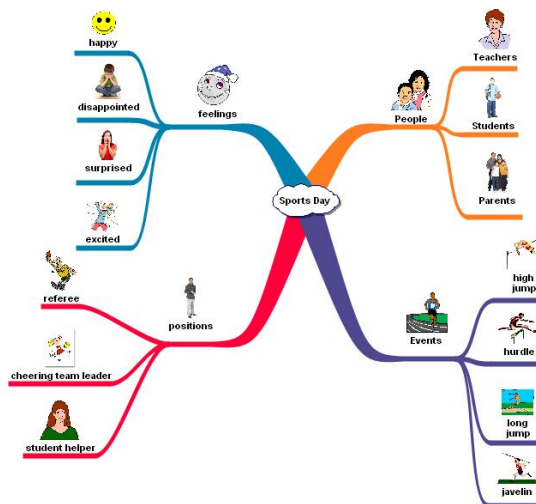 happy
disappointed
surprised
excited
feelings
People
Teachers
Students
Parents
Sports Day
referee
cheering team leader
student helper
positions
Events
high
jump
hurdle
long
jump
javelin